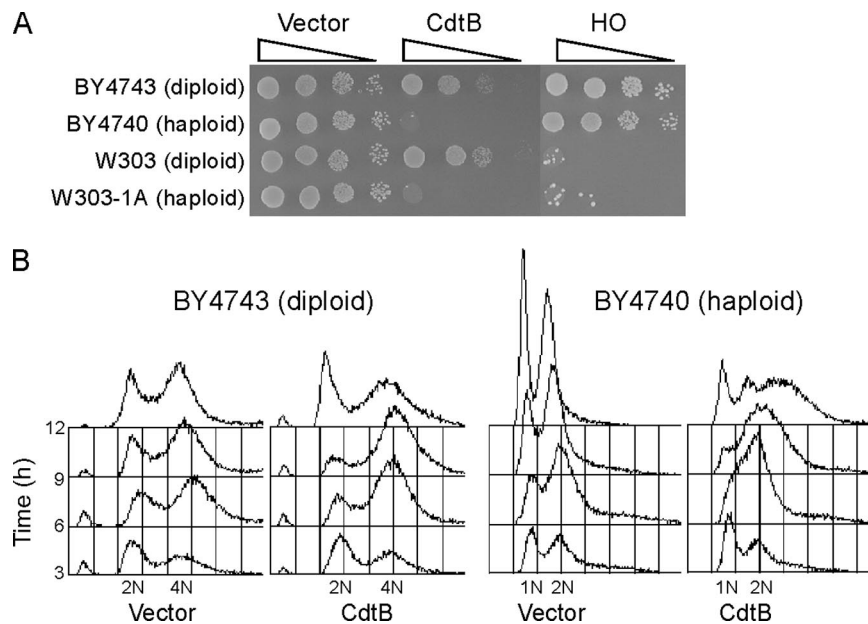 A
Vector CdtB HO
BY4743 (diploid)
BY4740 (haploid)
W303 (diploid)
W303-1A (haploid)
B
BY4743 (diploid) BY4740 (haploid)
Time (h)
12
9
6
3
2N 4N 2N 4N 1N 2N 1N 2N
Vector CdtB Vector CdtB